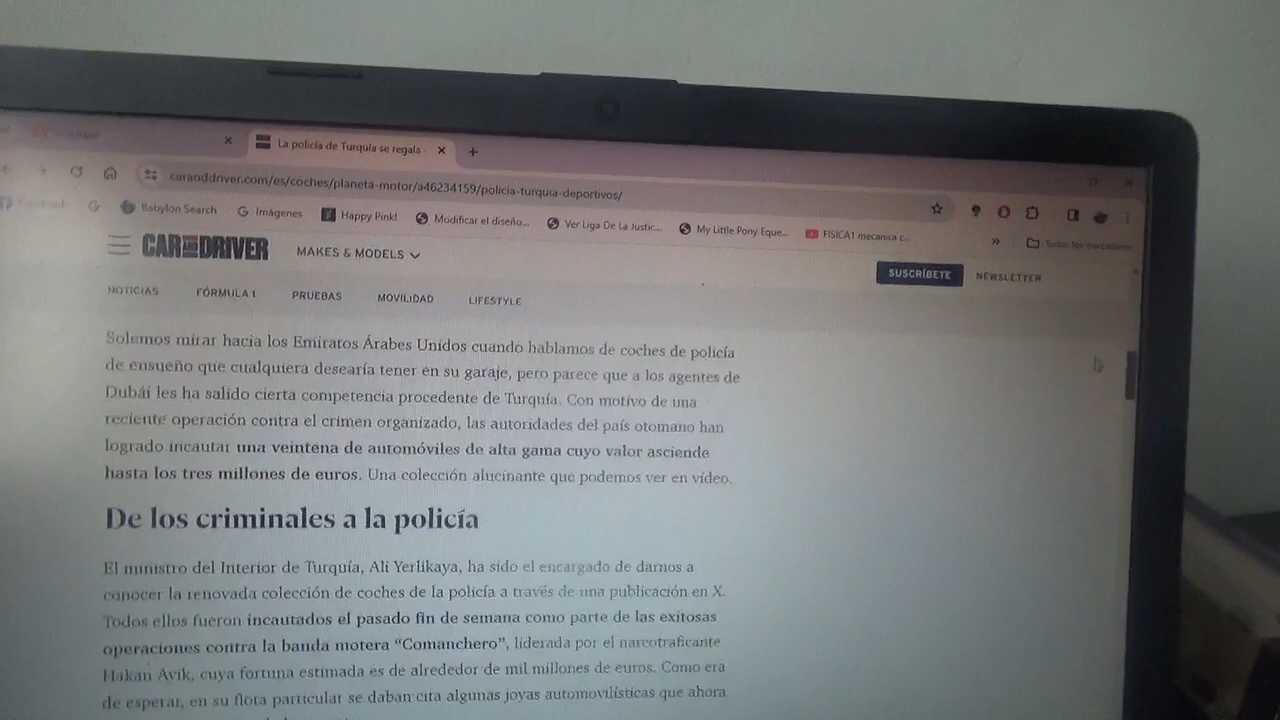 La policía de Turquía se regala
caranddriver.com/es/coches/planeta-motor/a46234159/policia-turquia-deportivos/
Facebook
G
Babylon Search
Imágenes
Happy Pink!
Modificar el diseño...
Ver Liga De La Justic...
My Little Pony Eque...
FISICA1 mecanica c...
»
Todos los marcadores
CAR AND DRIVER
MAKES & MODELS
SUSCRÍBETE
NEWSLETTER
NOTICIAS
FÓRMULA 1
PRUEBAS
MOVILIDAD
LIFESTYLE
Solemos mirar hacia los Emiratos Árabes Unidos cuando hablamos de coches de policía
de ensueño que cualquiera desearía tener en su garaje, pero parece que a los agentes de
Dubái les ha salido cierta competencia procedente de Turquía. Con motivo de una
reciente operación contra el crimen organizado, las autoridades del país otomano han
logrado incautar una veintena de automóviles de alta gama cuyo valor asciende
hasta los tres millones de euros. Una colección alucinante que podemos ver en vídeo.
De los criminales a la policía
El ministro del Interior de Turquía, Ali Yerlikaya, ha sido el encargado de darnos a
conocer la renovada colección de coches de la policía a través de una publicación en X.
Todos ellos fueron incautados el pasado fin de semana como parte de las exitosas
operaciones contra la banda motera “Comanchero”, liderada por el narcotraficante
Hakan Ayik, cuya fortuna estimada es de alrededor de mil millones de euros. Como era
de esperar, en su flota particular se daban cita algunas joyas automovilísticas que ahora